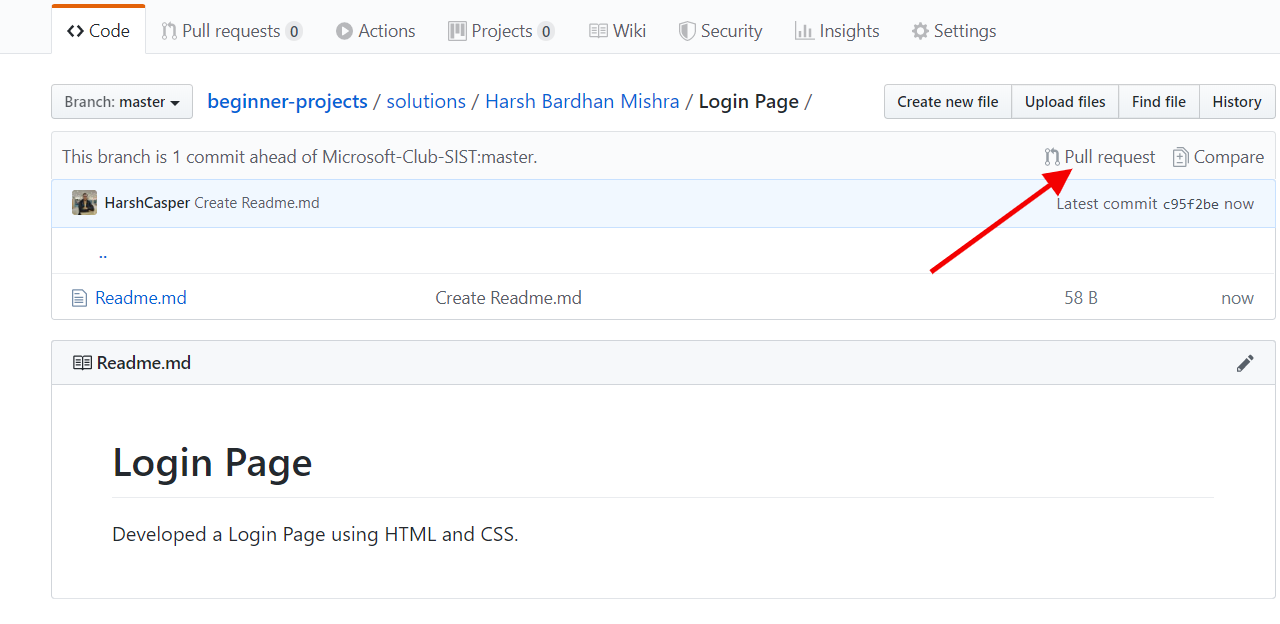 Code Pull requests 0 Actions Projects 0 Wiki Security Insights Settings
Branch: master beginner-projects / solutions / Harsh Bardhan Mishra / Login Page / Create new file Upload files Find file History
This branch is 1 commit ahead of Microsoft-Club-SIST:master. Pull request Compare
HarshCasper Create Readme.md Latest commit c95f2be now
..
Readme.md Create Readme.md 58 B now
Readme.md
Login Page
Developed a Login Page using HTML and CSS.